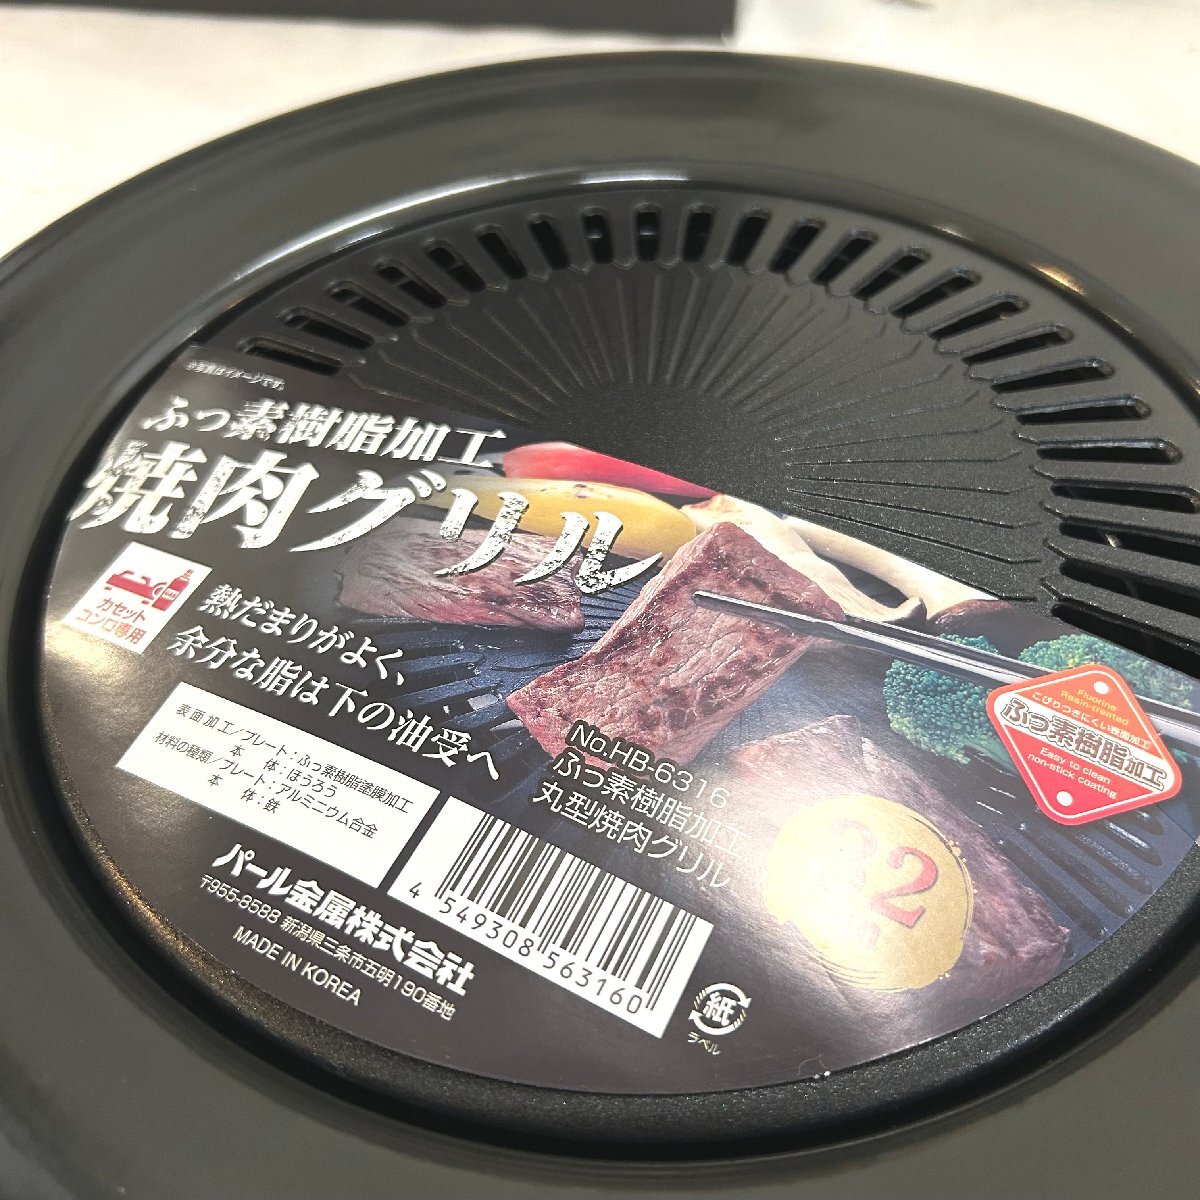 ※写真はイメージです。
ふっ素樹脂加工
焼肉グリル
カセット
コンロ専用
熱だまりがよく、
余分な脂は下の油受へ
表面加工/プレート:ふっ素樹脂塗膜加工
本体:ほうろう
材料の種類/プレート:アルミニウム合金
本体:鉄
パール金属株式会社
〒955-8588 新潟県三条市五明190番地
MADE IN KOREA
4 549308 563160
No.HB-6316
ふっ素樹脂加工
丸型焼肉グリル
32
cm
Fluorine
Resin-treated
こびりつきにくい表面加工
ふっ素樹脂加工
Easy to clean
non-stick coating
紙
ラベル